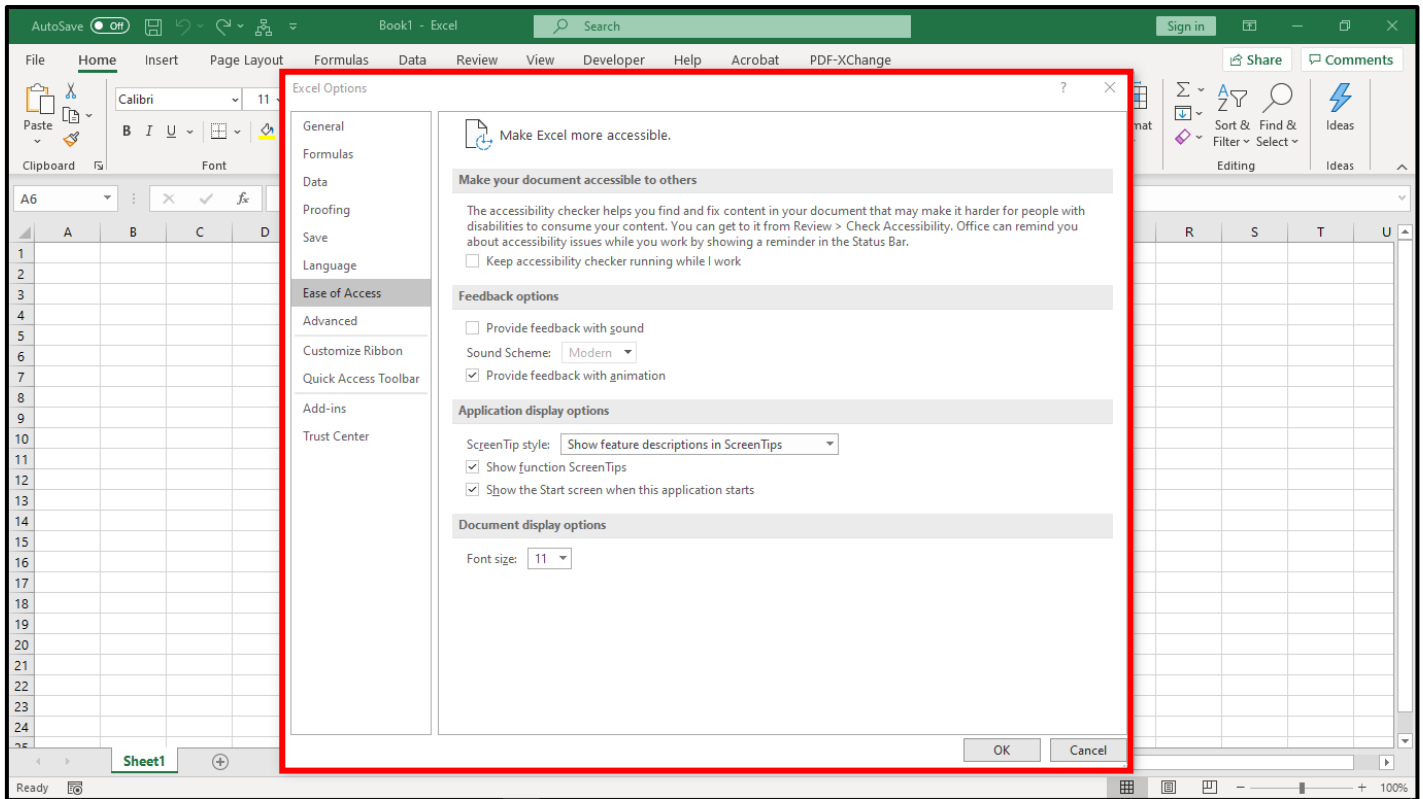 AutoSave Off Book1 - Excel Search Sign in
File Home Insert Page Layout Formulas Data Review View Developer Help Acrobat PDF-XChange Share Comments
Paste
Clipboard
Calibri 11
B I U
Font
Sort & Filter
Find & Select
Editing
Ideas
Ideas
A6 fx
A B C D R S T U
1
2
3
4
5
6
7
8
9
10
11
12
13
14
15
16
17
18
19
20
21
22
23
24
Excel Options ?
General
Formulas
Data
Proofing
Save
Language
Ease of Access
Advanced
Customize Ribbon
Quick Access Toolbar
Add-ins
Trust Center
Make Excel more accessible.
Make your document accessible to others
The accessibility checker helps you find and fix content in your document that may make it harder for people with
disabilities to consume your content. You can get to it from Review > Check Accessibility. Office can remind you
about accessibility issues while you work by showing a reminder in the Status Bar.
Keep accessibility checker running while I work
Feedback options
Provide feedback with sound
Sound Scheme: Modern
Provide feedback with animation
Application display options
ScreenTip style: Show feature descriptions in ScreenTips
Show function ScreenTips
Show the Start screen when this application starts
Document display options
Font size: 11
OK Cancel
Sheet1
Ready 100%